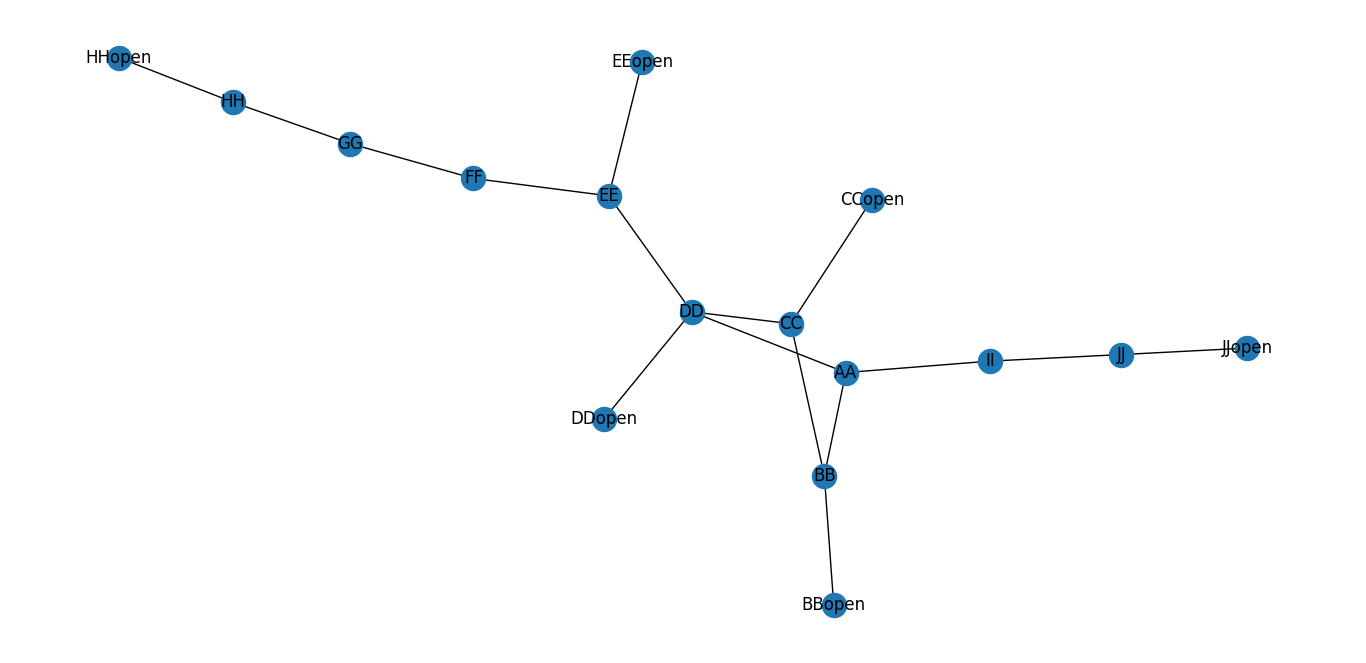 HHopen
EEopen
HH
GG
FF
EE
CCopen
DD
CC
JJopen
JJ
II
AA
DDopen
BB
BBopen